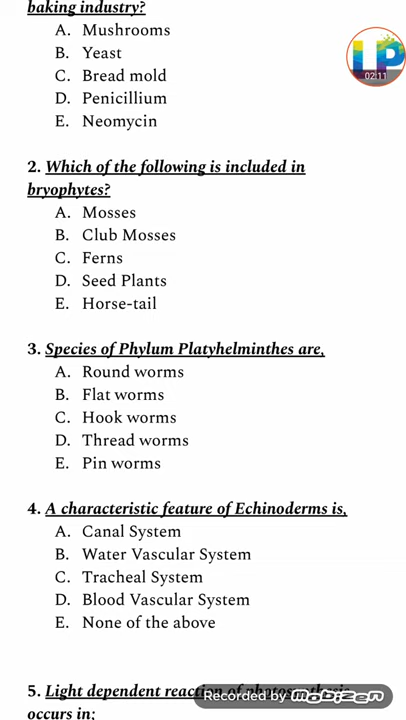 baking industry?
A. Mushrooms
B. Yeast
C. Bread mold
D. Penicillium
E. Neomycin
LP
02:11
2. Which of the following is included in
bryophytes?
A. Mosses
B. Club Mosses
C. Ferns
D. Seed Plants
E. Horse-tail
3. Species of Phylum Platyhelminthes are,
A. Round worms
B. Flat worms
C. Hook worms
D. Thread worms
E. Pin worms
4. A characteristic feature of Echinoderms is,
A. Canal System
B. Water Vascular System
C. Tracheal System
D. Blood Vascular System
E. None of the above
5. Light dependent reaction of photosynthesis
Recorded by mobizen
occurs in;